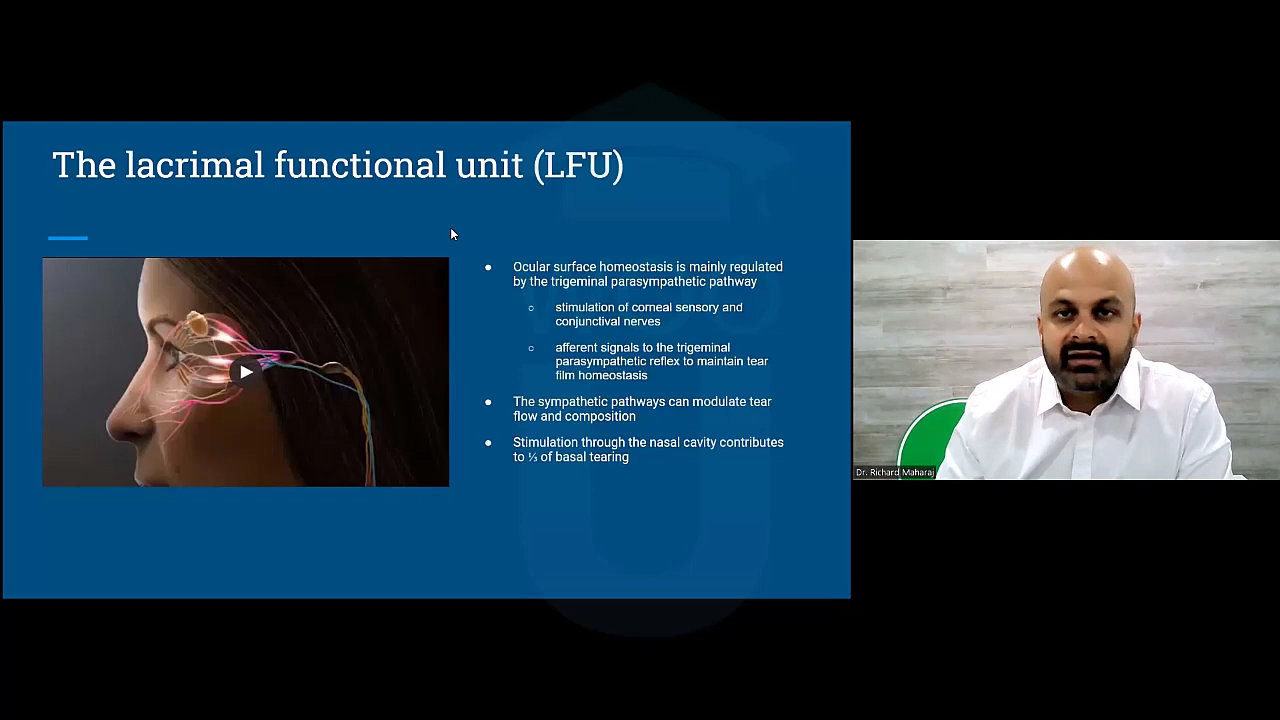 The lacrimal functional unit (LFU)
Ocular surface homeostasis is mainly regulated
by the trigeminal parasympathetic pathway
stimulation of corneal sensory and
conjunctival nerves
afferent signals to the trigeminal
parasympathetic reflex to maintain tear
film homeostasis
The sympathetic pathways can modulate tear
flow and composition
Stimulation through the nasal cavity contributes
to ⅓ of basal tearing
Dr. Richard Maharaj